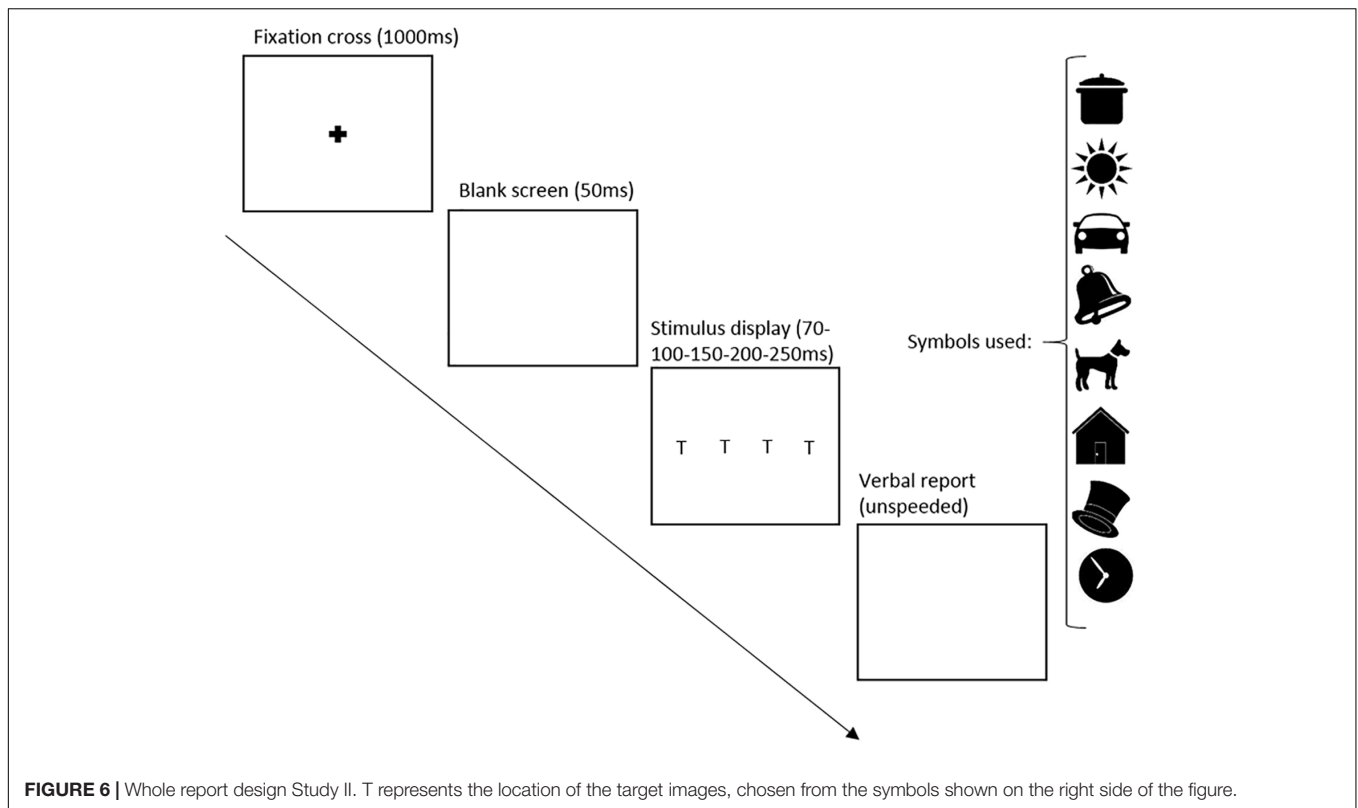 Fixation cross (1000ms)
Blank screen (50ms)
Stimulus display (70-
100-150-200-250ms)
T T T T
Verbal report
(unspeeded)
Symbols used:
FIGURE 6 | Whole report design Study II. T represents the location of the target images, chosen from the symbols shown on the right side of the figure.